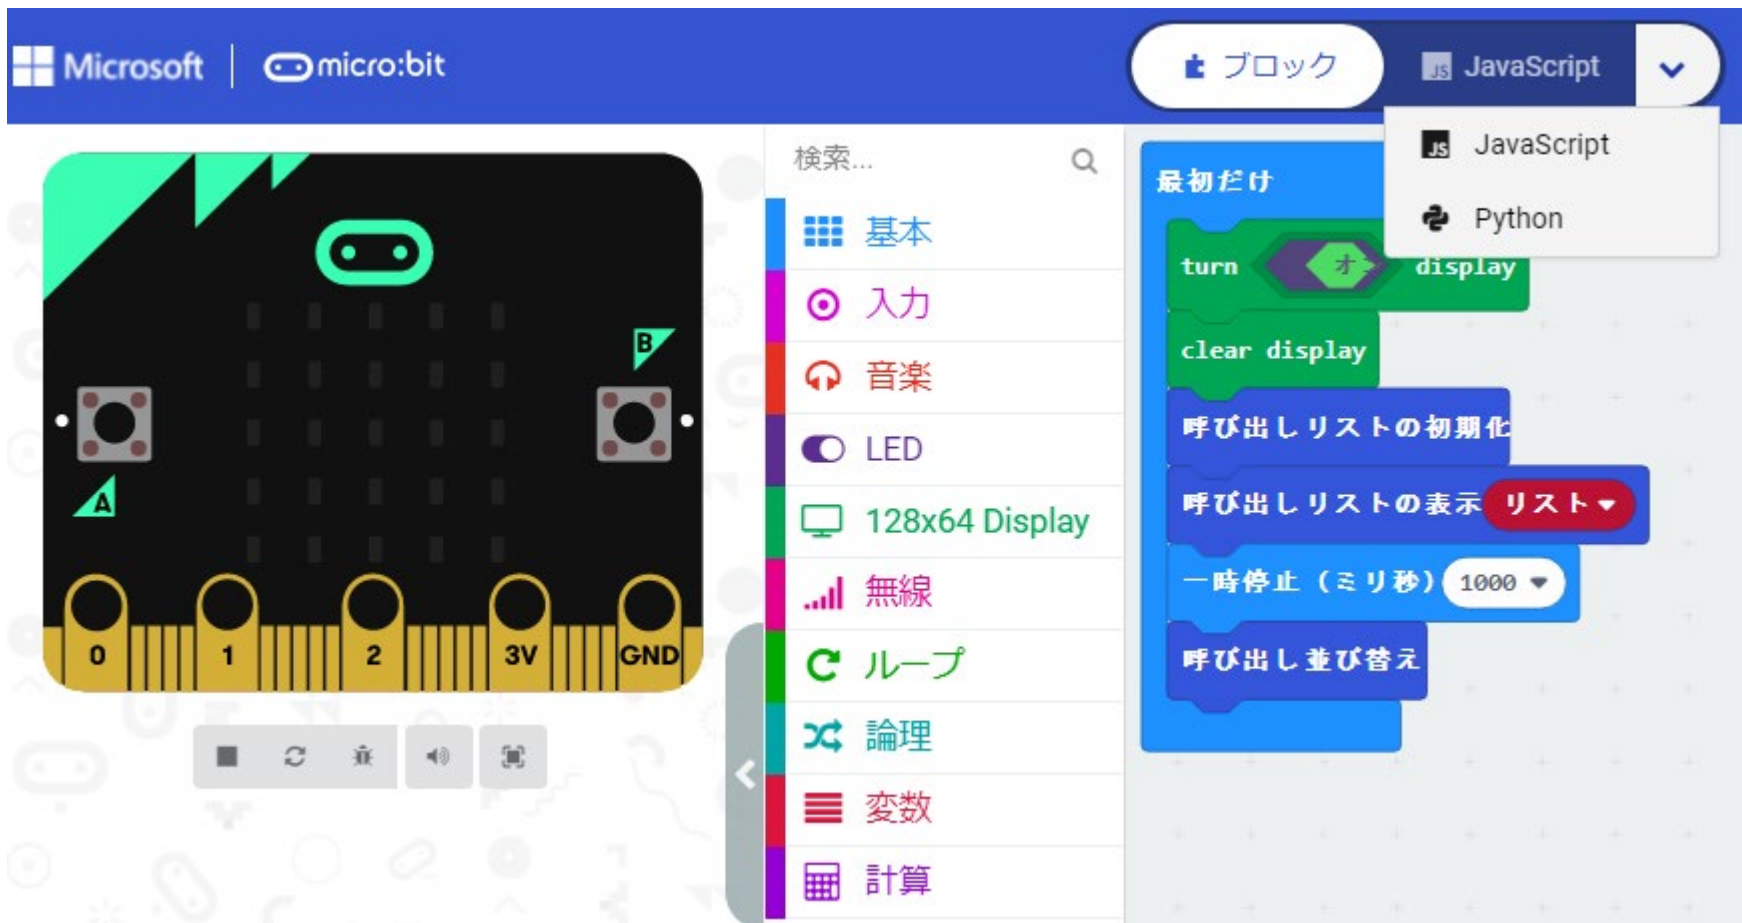 Microsoft | micro:bit
ブロック
JavaScript
JavaScript
Python
B
A
0 1 2 3V GND
検索...
基本
入力
音楽
LED
128x64 Display
無線
ループ
論理
変数
計算
最初だけ
turn オ display
clear display
呼び出し リストの初期化
呼び出し リストの表示 リスト
一時停止 (ミリ秒) 1000
呼び出し 並び替え